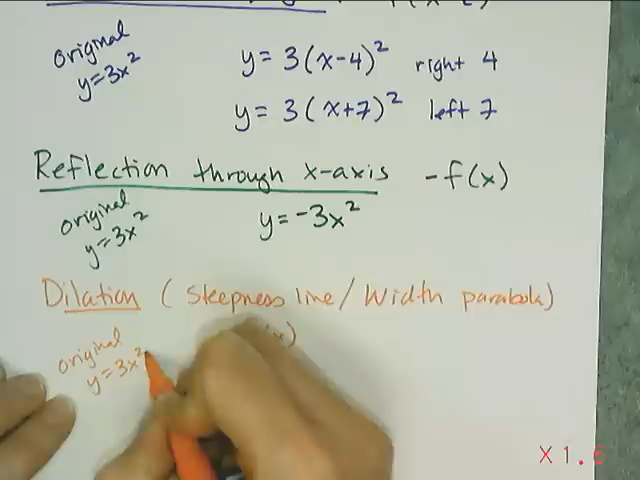 original
y=3x²
y = 3(x-4)² right 4
y = 3(x+7)² left 7
Reflection through x-axis -f(x)
original
y=3x²
y = -3x²
Dilation ( Steepness line / Width parabola)
original
y=3x²
X1.6